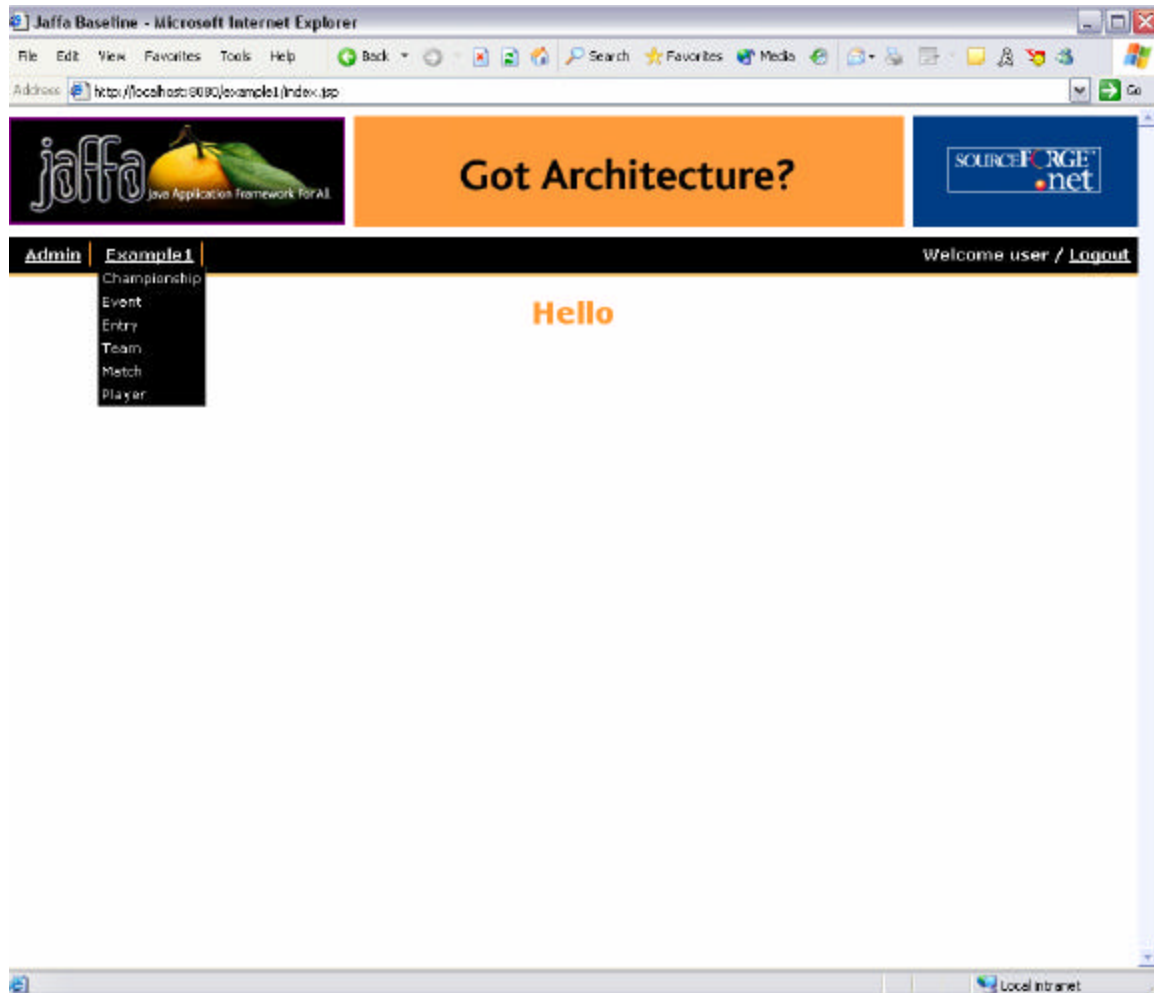 Jaffa Baseline - Microsoft Internet Explorer
File Edit View Favorites Tools Help Back Search Favorites Media
Address http://localhost:8080/example1/index.jsp Go
jaffa Java Application Framework For All
Got Architecture?
SOURCEFORGE
.net
Admin Example1 Welcome user / Logout
Championship
Event
Entry
Team
Match
Player
Hello
Local intranet